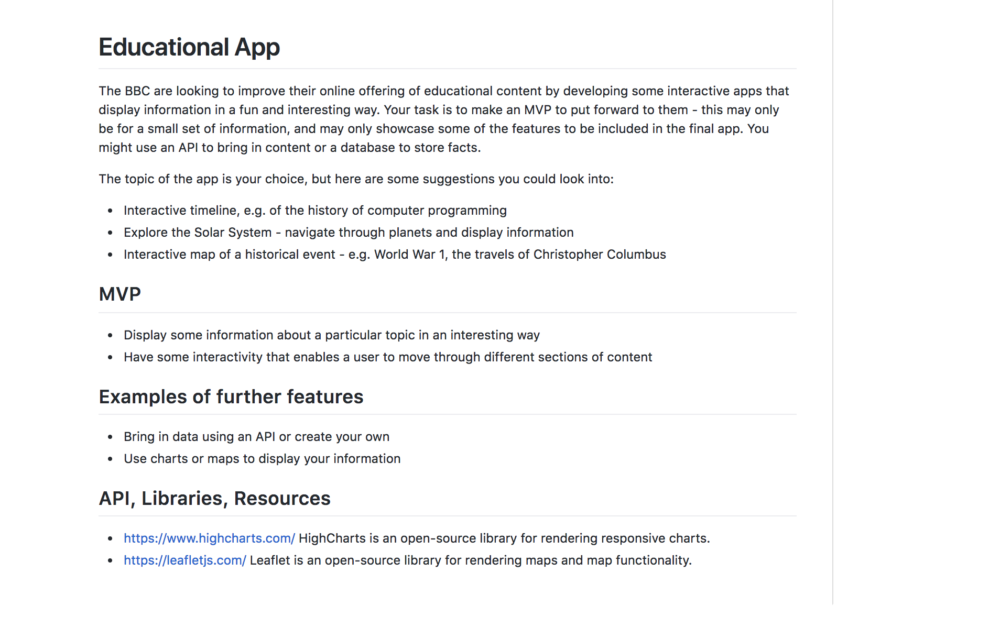 Educational App
The BBC are looking to improve their online offering of educational content by developing some interactive apps that
display information in a fun and interesting way. Your task is to make an MVP to put forward to them - this may only
be for a small set of information, and may only showcase some of the features to be included in the final app. You
might use an API to bring in content or a database to store facts.
The topic of the app is your choice, but here are some suggestions you could look into:
• Interactive timeline, e.g. of the history of computer programming
• Explore the Solar System - navigate through planets and display information
• Interactive map of a historical event - e.g. World War 1, the travels of Christopher Columbus
MVP
• Display some information about a particular topic in an interesting way
• Have some interactivity that enables a user to move through different sections of content
Examples of further features
• Bring in data using an API or create your own
• Use charts or maps to display your information
API, Libraries, Resources
• https://www.highcharts.com/ HighCharts is an open-source library for rendering responsive charts.
• https://leafletjs.com/ Leaflet is an open-source library for rendering maps and map functionality.